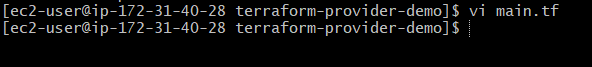 [ec2-user@ip-172-31-40-28 terraform-provider-demo]$ vi main.tf
[ec2-user@ip-172-31-40-28 terraform-provider-demo]$